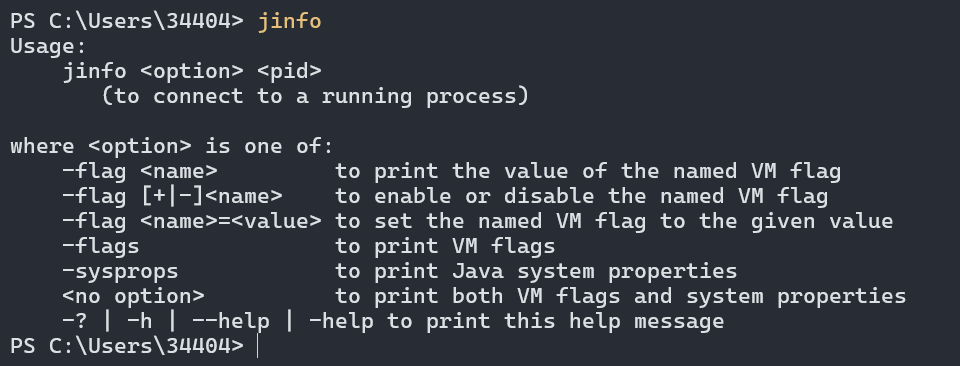 PS C:\Users\34404> jinfo
Usage:
    jinfo <option> <pid>
       (to connect to a running process)

where <option> is one of:
    -flag <name>         to print the value of the named VM flag
    -flag [+|-]<name>    to enable or disable the named VM flag
    -flag <name>=<value> to set the named VM flag to the given value
    -flags               to print VM flags
    -sysprops            to print Java system properties
    <no option>          to print both VM flags and system properties
    -? | -h | --help | -help to print this help message
PS C:\Users\34404>